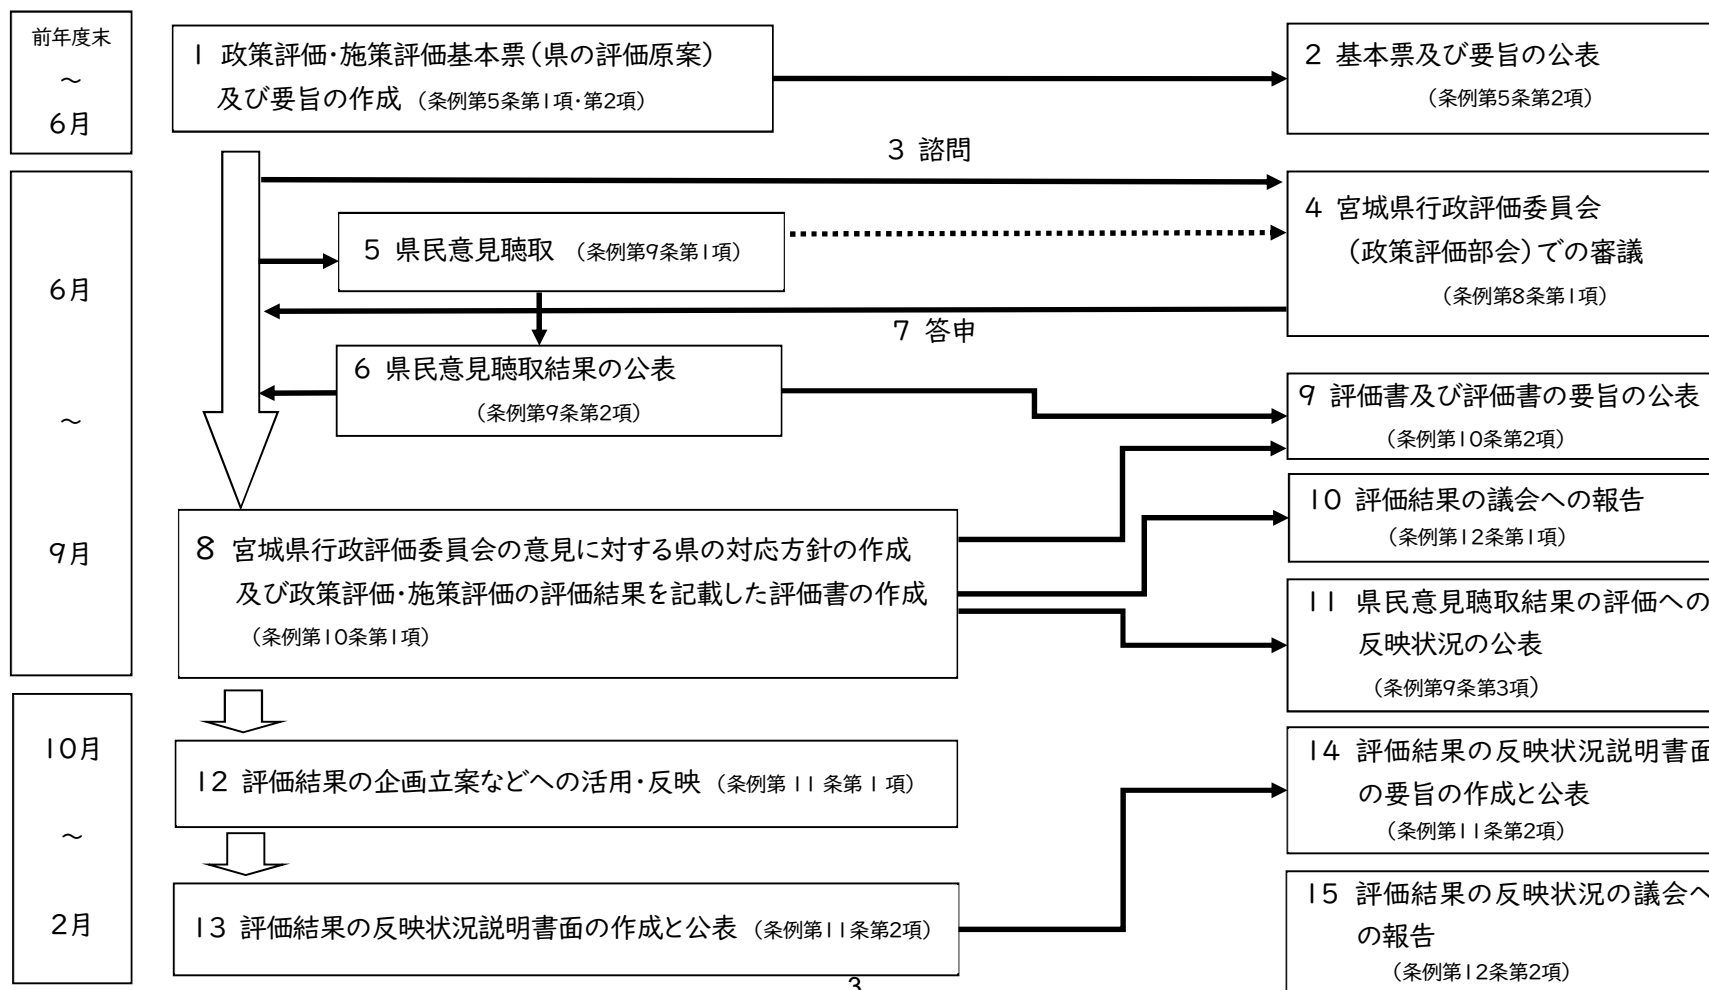 前年度末
～
6月
1 政策評価・施策評価基本票（県の評価原案）
及び要旨の作成 （条例第5条第1項・第2項）
2 基本票及び要旨の公表
（条例第5条第2項）
3 諮問
6月
～
9月
4 宮城県行政評価委員会
（政策評価部会）での審議
（条例第8条第1項）
5 県民意見聴取 （条例第9条第1項）
7 答申
6 県民意見聴取結果の公表
（条例第9条第2項）
9 評価書及び評価書の要旨の公表
（条例第10条第2項）
8 宮城県行政評価委員会の意見に対する県の対応方針の作成
及び政策評価・施策評価の評価結果を記載した評価書の作成
（条例第10条第1項）
10 評価結果の議会への報告
（条例第12条第1項）
11 県民意見聴取結果の評価への
反映状況の公表
（条例第9条第3項）
10月
～
2月
12 評価結果の企画立案などへの活用・反映 （条例第 11 条第 1 項）
14 評価結果の反映状況説明書面
の要旨の作成と公表
（条例第11条第2項）
13 評価結果の反映状況説明書面の作成と公表 （条例第11条第2項）
15 評価結果の反映状況の議会へ
の報告
（条例第12条第2項）
3